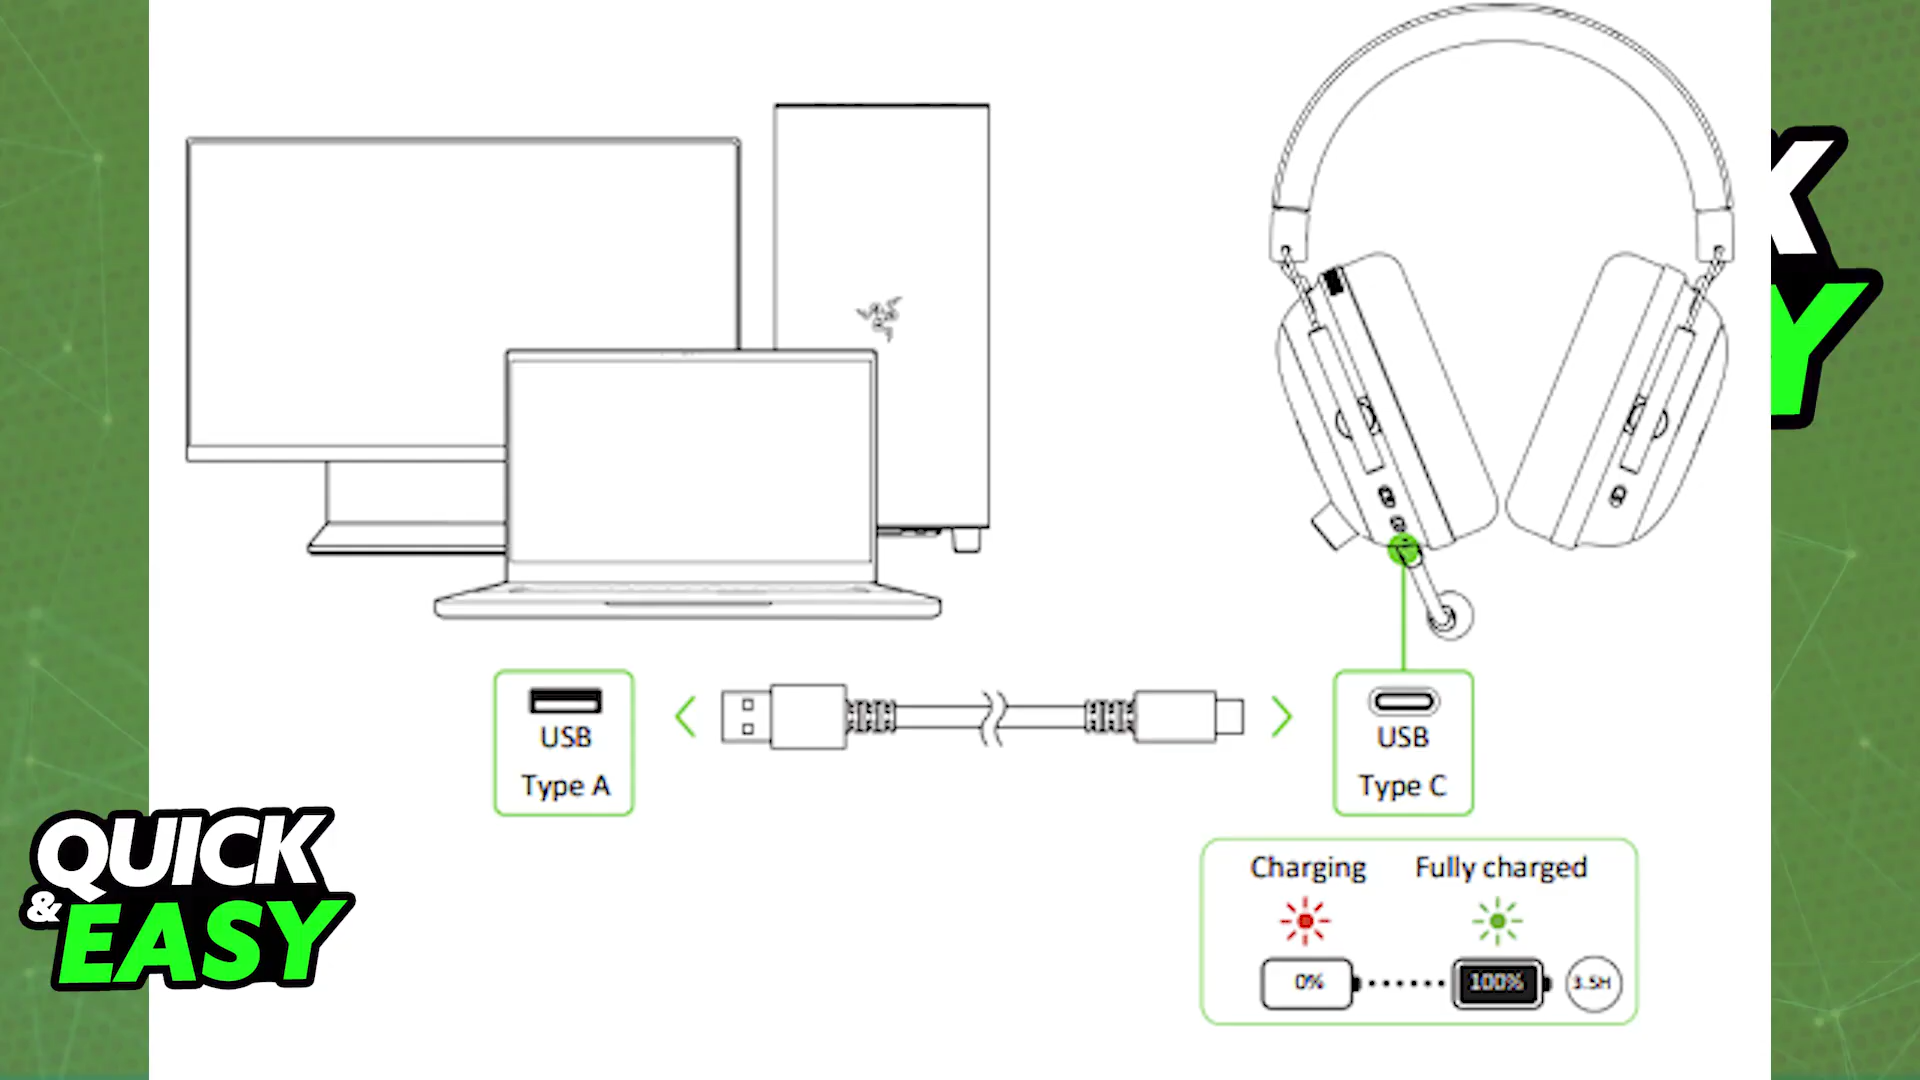 USB
Type A
USB
Type C
Charging
Fully charged
0%
100%
3.5H
QUICK
&EASY
K
Y